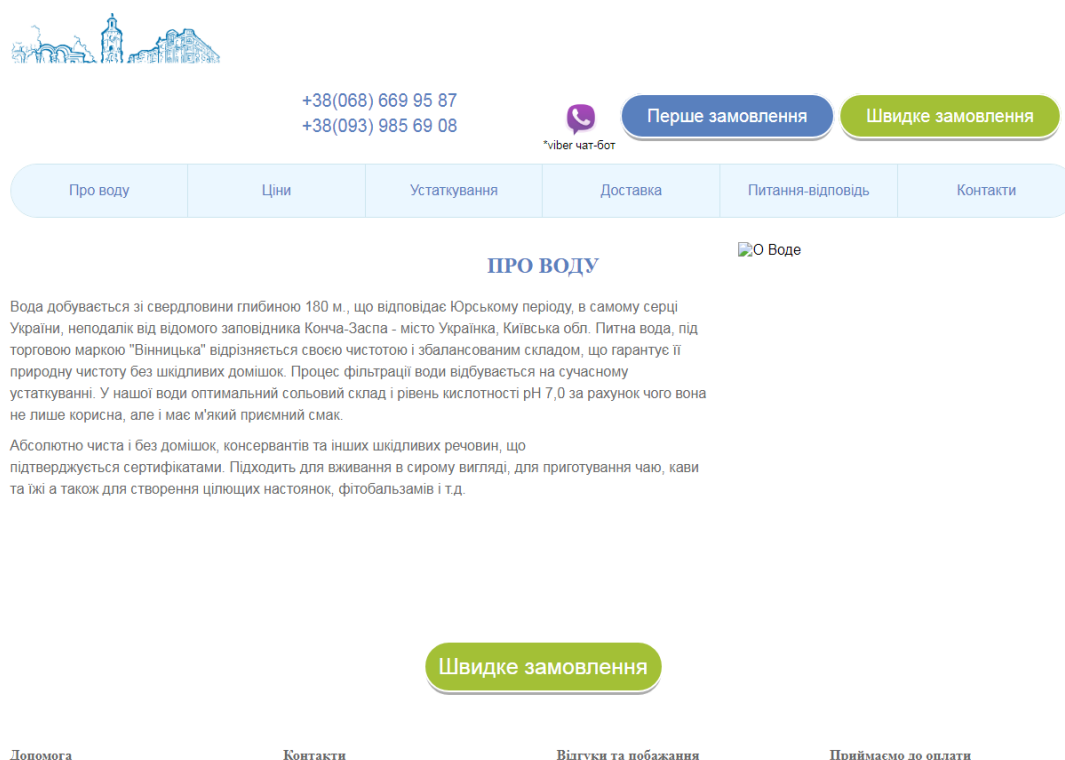 +38(068) 669 95 87
+38(093) 985 69 08
*viber чат-бот
Перше замовлення
Швидке замовлення
Про воду
Ціни
Устаткування
Доставка
Питання-відповідь
Контакти
О Воде
ПРО ВОДУ
Вода добувається зі свердловини глибиною 180 м., що відповідає Юрському періоду, в самому серці
України, неподалік від відомого заповідника Конча-Заспа - місто Українка, Київська обл. Питна вода, під
торговою маркою "Вінницька" відрізняється своєю чистотою і збалансованим складом, що гарантує її
природну чистоту без шкідливих домішок. Процес фільтрації води відбувається на сучасному
устаткуванні. У нашої води оптимальний сольовий склад і рівень кислотності pH 7,0 за рахунок чого вона
не лише корисна, але і має м'який приємний смак.
Абсолютно чиста і без домішок, консервантів та інших шкідливих речовин, що
підтверджується сертифікатами. Підходить для вживання в сирому вигляді, для приготування чаю, кави
та їжі а також для створення цілющих настоянок, фітобальзамів і т.д.
Швидке замовлення
Допомога
Контакти
Відгуки та побажання
Приймаємо до оплати